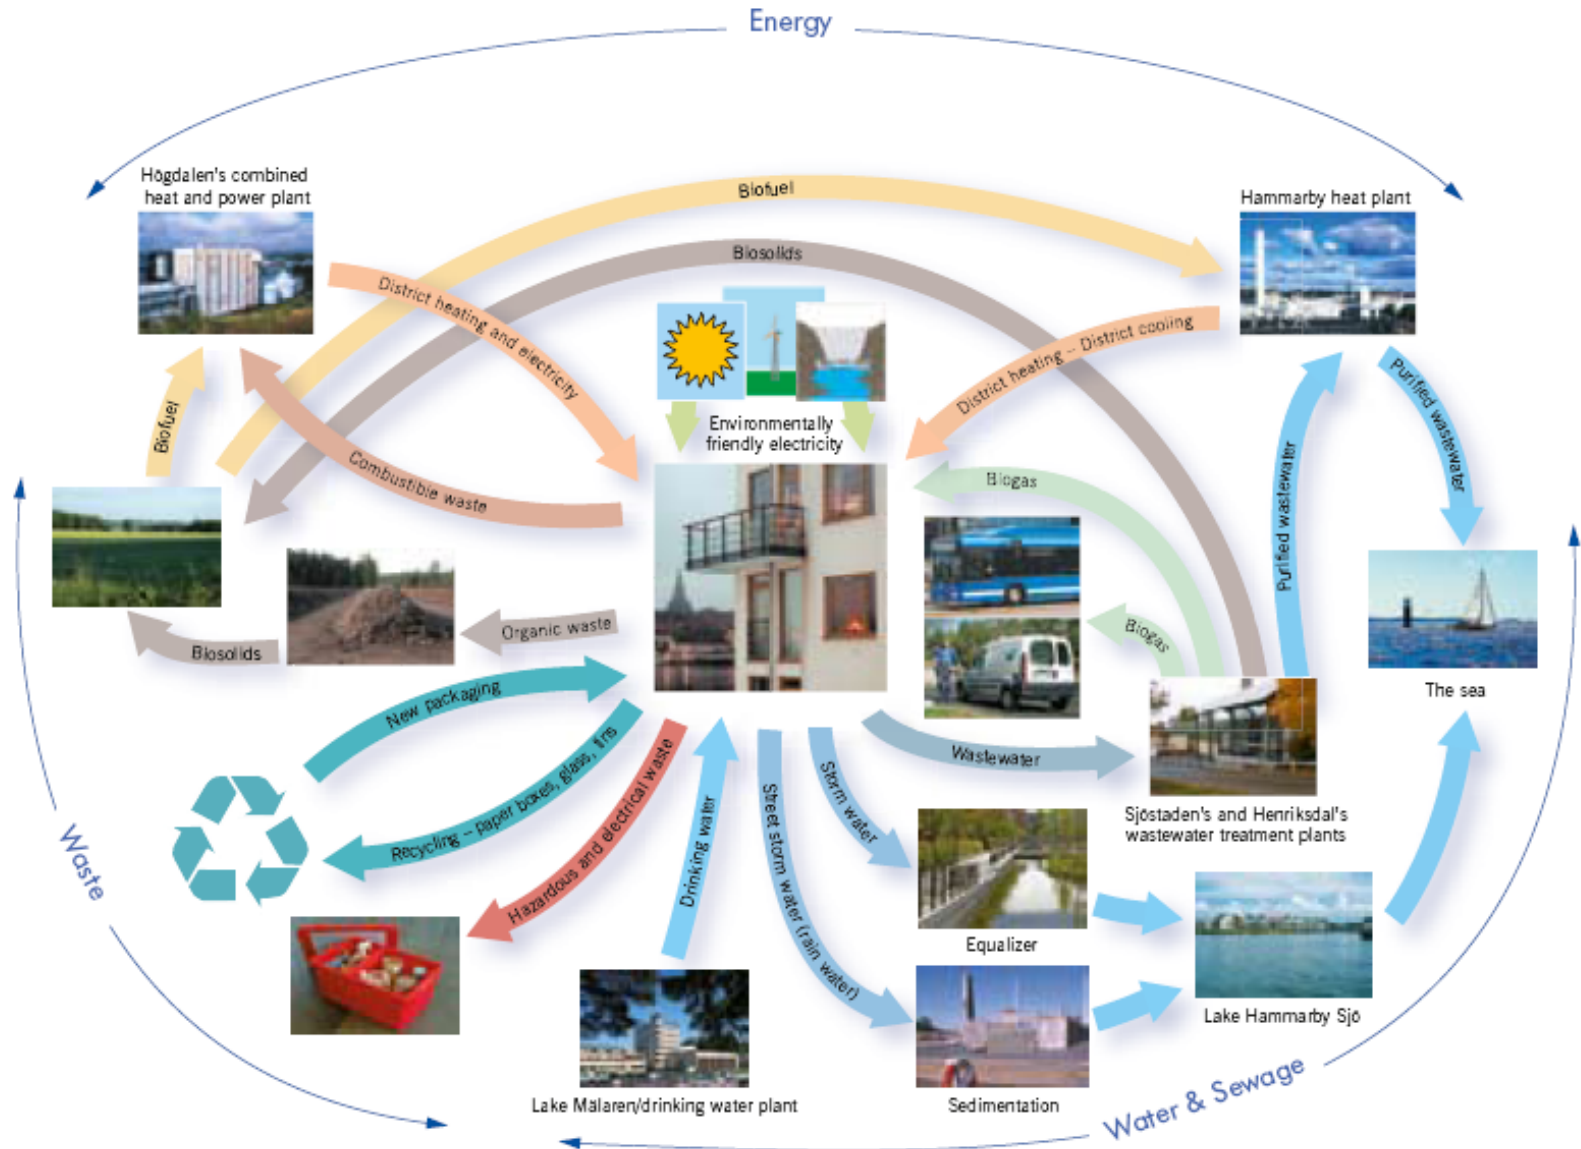 Energy
Högdalen's combined
heat and power plant
Hammarby heat plant
Biofuel
Biosolids
District heating and electricity
District heating – District cooling
Purified wastewater
Biofuel
Environmentally
friendly electricity
Combustible waste
Biogas
Purified wastewater
Organic waste
Biogas
Biosolids
The sea
New packaging
Wastewater
Recycling – paper boxes, glass, tins
Hazardous and electrical waste
Drinking water
Street storm water (rain water)
Storm water
Sjöstaden's and Henriksdal's
wastewater treatment plants
Waste
Equalizer
Lake Hammarby Sjö
Lake Mälaren/drinking water plant
Sedimentation
Water & Sewage